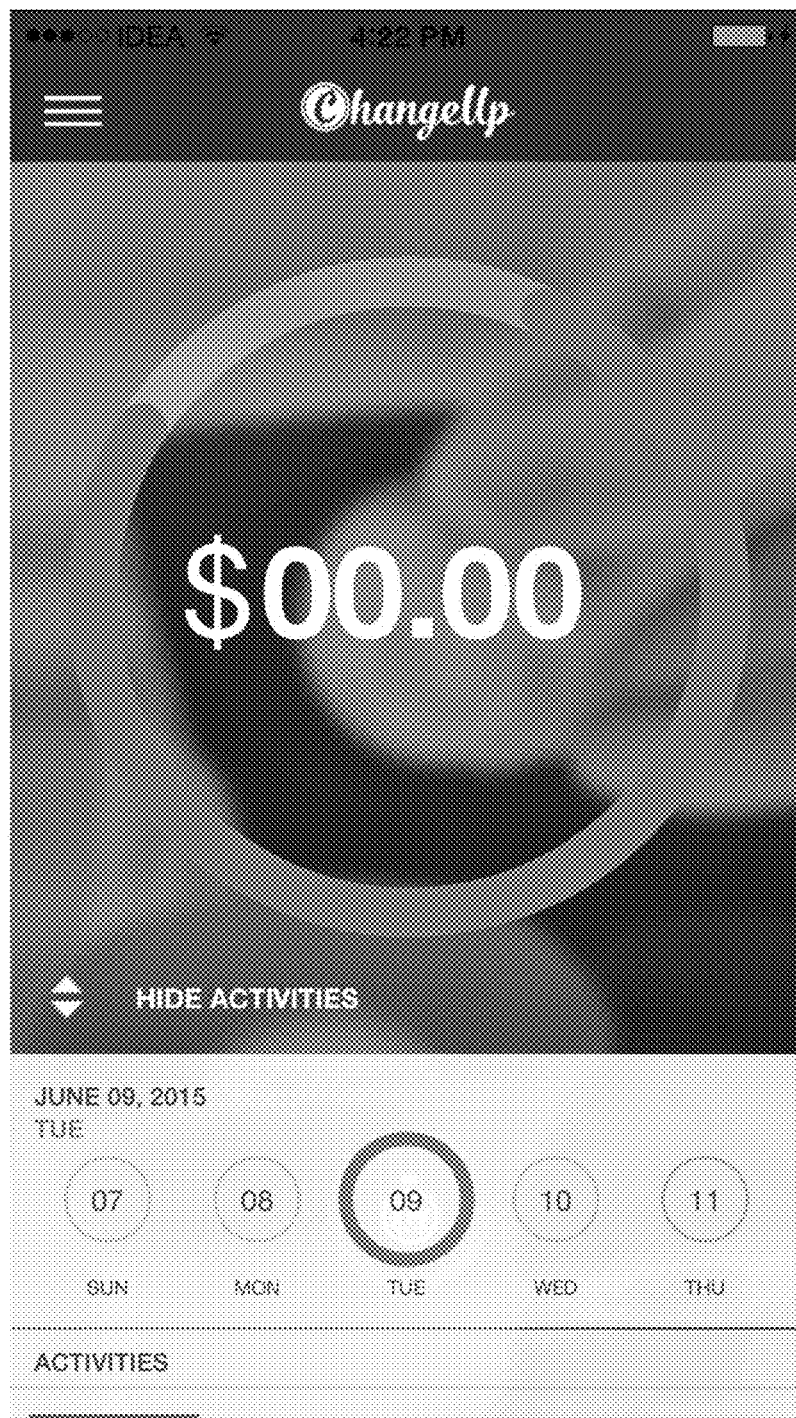 IDEA 4:22 PM
ChangeUp
$00.00
HIDE ACTIVITIES
JUNE 09, 2015
TUE
07 08 09 10 11
SUN MON TUE WED THU
ACTIVITIES